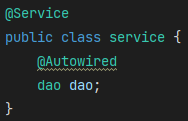 @Service
public class service {
@Autowired
dao dao;
}